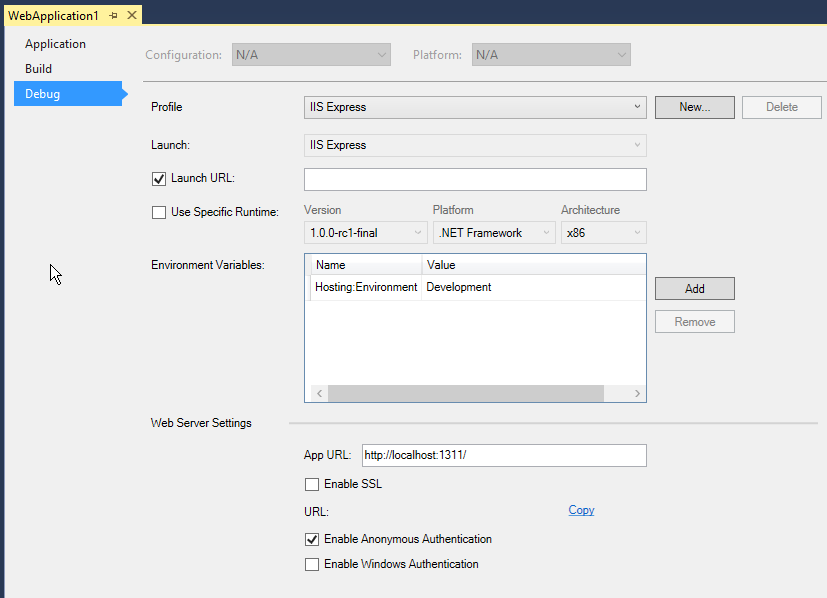 WebApplication1
Application
Build
Debug
Configuration: N/A Platform: N/A
Profile IIS Express New... Delete
Launch: IIS Express
Launch URL:
Use Specific Runtime: Version Platform Architecture
1.0.0-rc1-final .NET Framework x86
Environment Variables: Name Value
Hosting:Environment Development Add
Remove
Web Server Settings
App URL: http://localhost:1311/
Enable SSL
URL: Copy
Enable Anonymous Authentication
Enable Windows Authentication